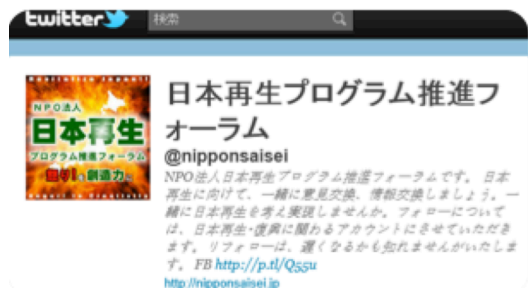 twitter
検索
NPO法人
日本再生
プログラム推進フォーラム
創造力
日本再生プログラム推進フ
ォーラム
@nipponsaisei
NPO法人日本再生プログラム推進フォーラムです。 日本
再生に向けて、一緒に意見交換、情報交換しましょう。一
緒に日本再生を考え実現しませんか。フォローについて
は、日本再生・復興に関わるアカウントにさせていただき
ます。リフォローは、遅くなるかも知れませんがいたしま
す。 FB http://p.tl/Q55u
http://nipponsaisei.jp